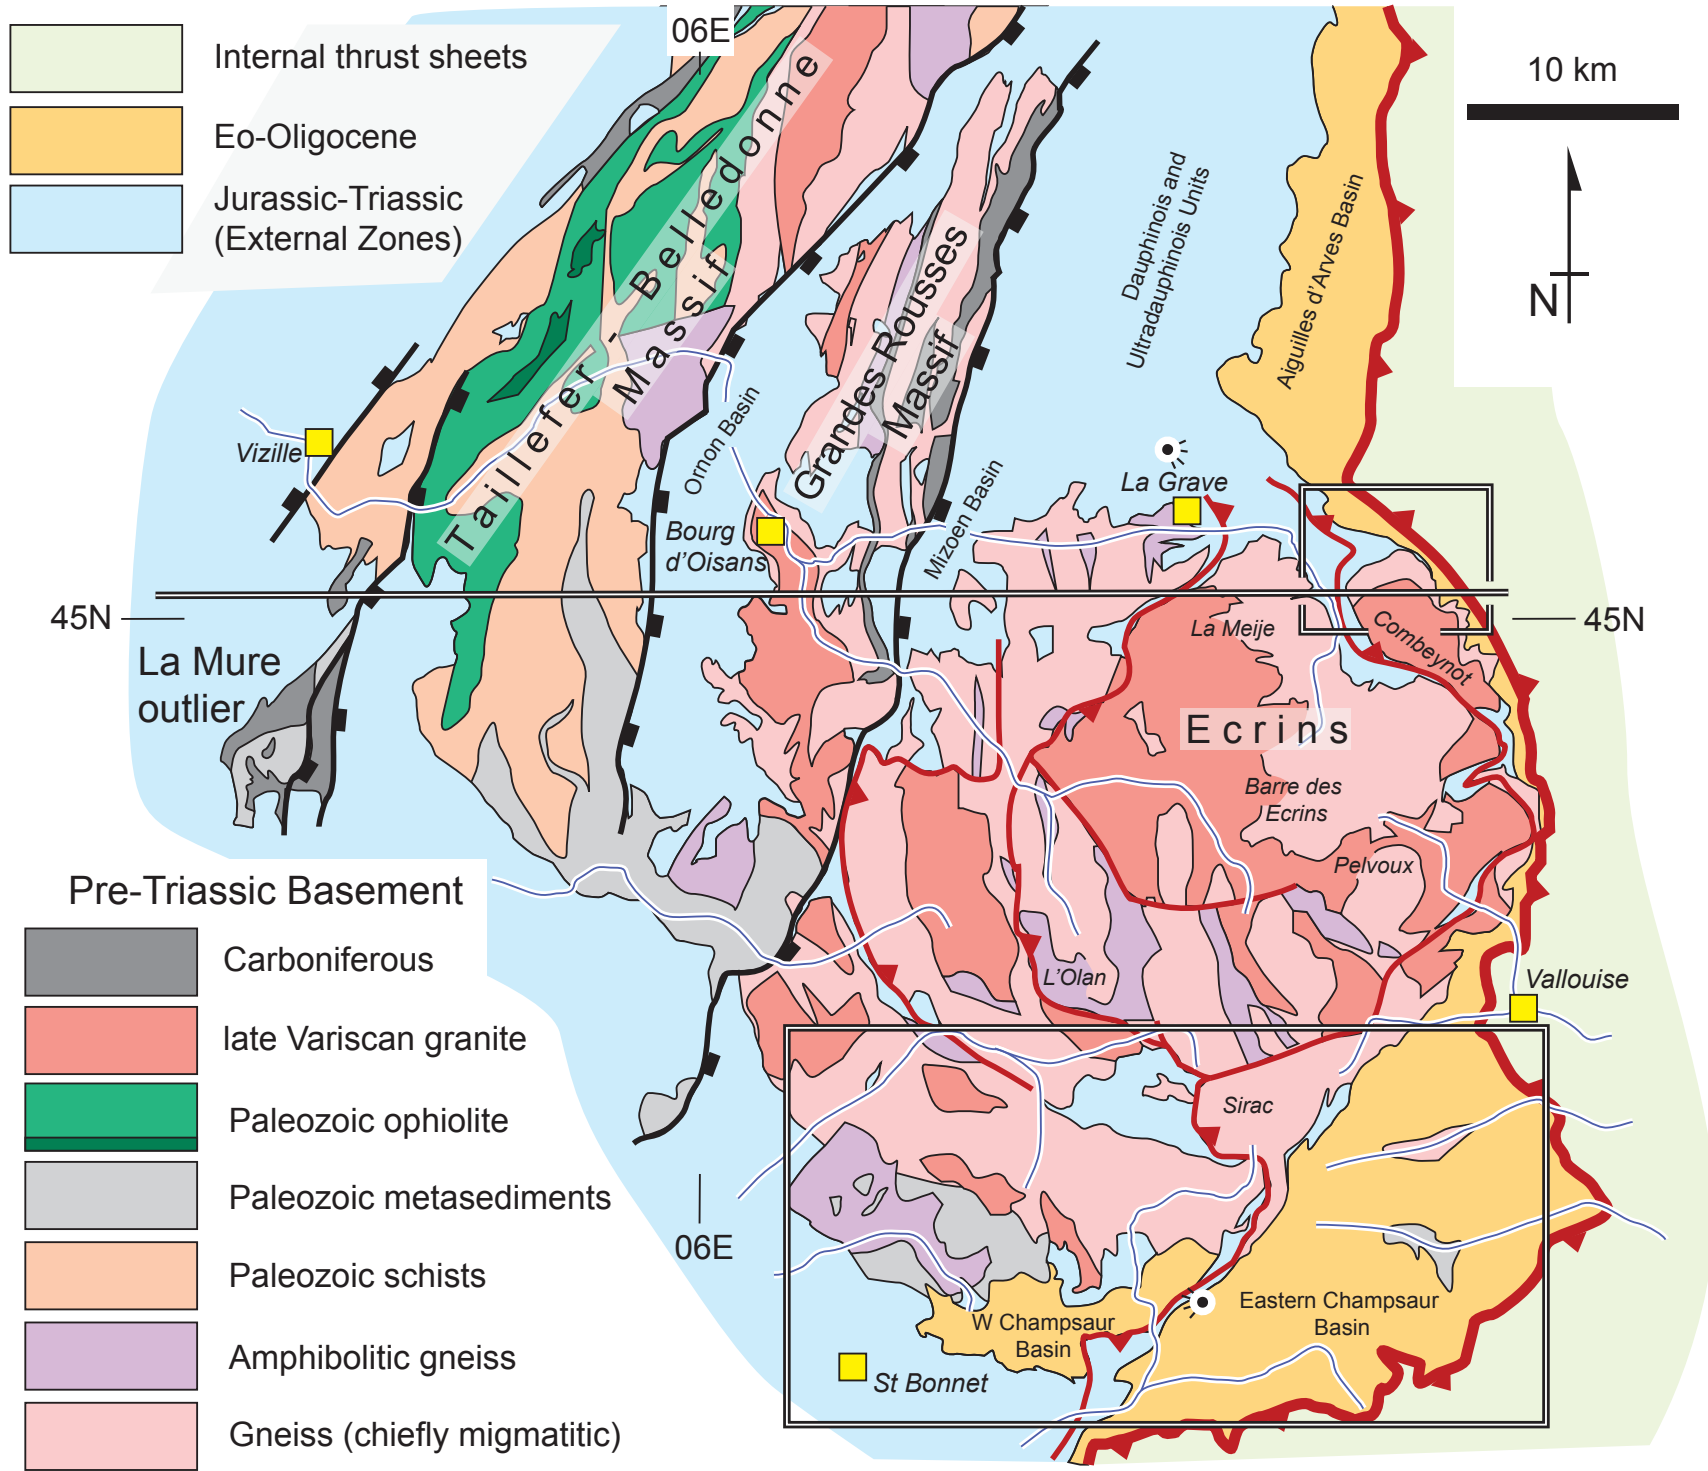 Internal thrust sheets
Eo-Oligocene
Jurassic-Triassic
(External Zones)
06E
10 km
N
Taillefer - Belledonne
Massif
Grandes Rousses
Massif
Dauphinois and
Ultradauphinois Units
Aiguilles d'Arves Basin
Vizille
Ornon Basin
Bourg
d'Oisans
Mizoen Basin
La Grave
45N
45N
La Mure
outlier
La Meije
Combeynot
Ecrins
Barre des
Ecrins
Pelvoux
L'Olan
Vallouise
Sirac
06E
W Champsaur
Basin
Eastern Champsaur
Basin
St Bonnet
Pre-Triassic Basement
Carboniferous
late Variscan granite
Paleozoic ophiolite
Paleozoic metasediments
Paleozoic schists
Amphibolitic gneiss
Gneiss (chiefly migmatitic)